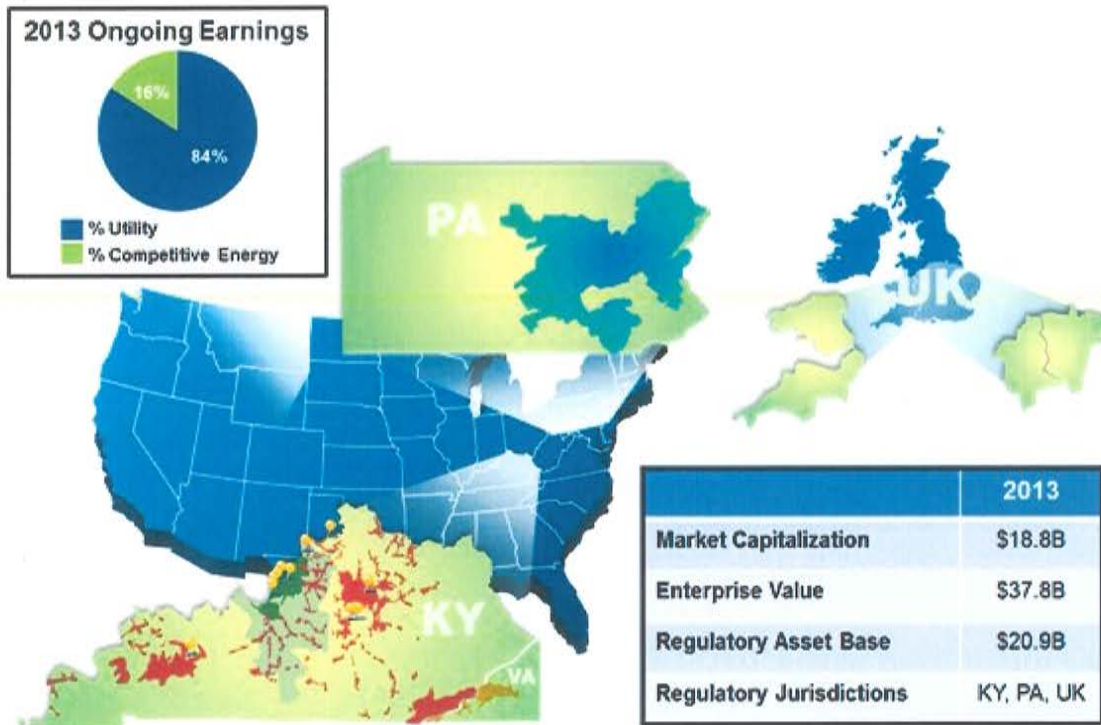 2013 Ongoing Earnings
16%
84%
% Utility
% Competitive Energy
PA
UK
KY
VA
2013
Market Capitalization $18.8B
Enterprise Value $37.8B
Regulatory Asset Base $20.9B
Regulatory Jurisdictions KY, PA, UK